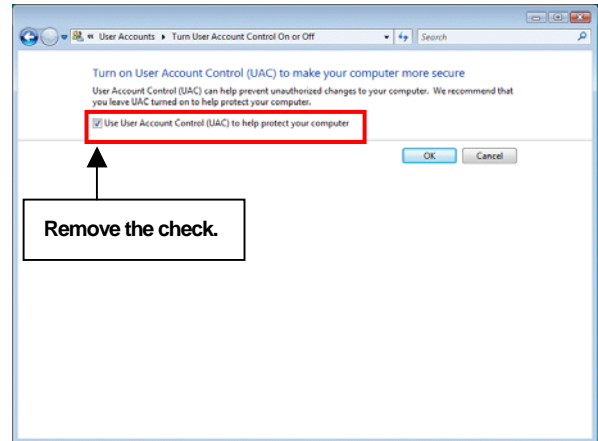 « User Accounts ▸ Turn User Account Control On or Off
Search
Turn on User Account Control (UAC) to make your computer more secure
User Account Control (UAC) can help prevent unauthorized changes to your computer. We recommend that
you leave UAC turned on to help protect your computer.
Use User Account Control (UAC) to help protect your computer
OK
Cancel
Remove the check.